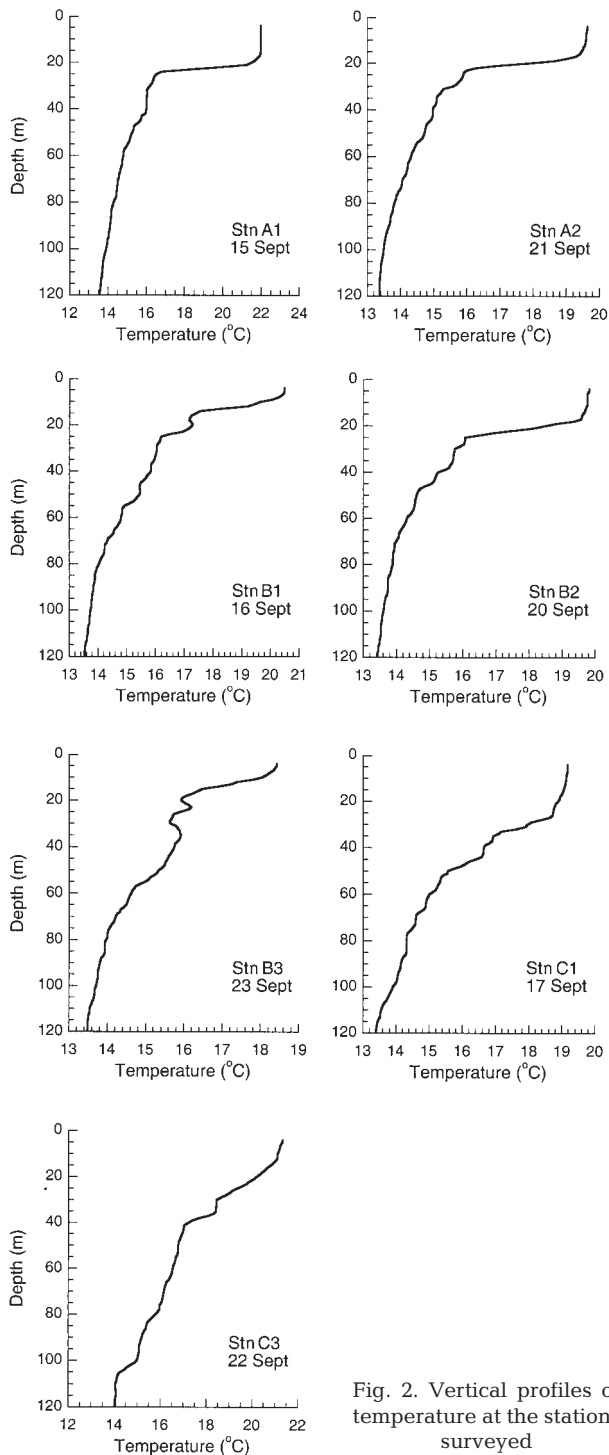 0
20
40
60
80
100
120
Depth (m)
Stn A1
15 Sept
12 14 16 18 20 22 24
Temperature (°C)
0
20
40
60
80
100
120
Stn A2
21 Sept
13 14 15 16 17 18 19 20
Temperature (°C)
0
20
40
60
80
100
120
Depth (m)
Stn B1
16 Sept
13 14 15 16 17 18 19 20 21
Temperature (°C)
0
20
40
60
80
100
120
Stn B2
20 Sept
13 14 15 16 17 18 19 20
Temperature (°C)
0
20
40
60
80
100
120
Depth (m)
Stn B3
23 Sept
13 14 15 16 17 18 19
Temperature (°C)
0
20
40
60
80
100
120
Stn C1
17 Sept
13 14 15 16 17 18 19 20
Temperature (°C)
0
20
40
60
80
100
120
Depth (m)
Stn C3
22 Sept
12 14 16 18 20 22
Temperature (°C)
Fig. 2. Vertical profiles o
temperature at the station
surveyed